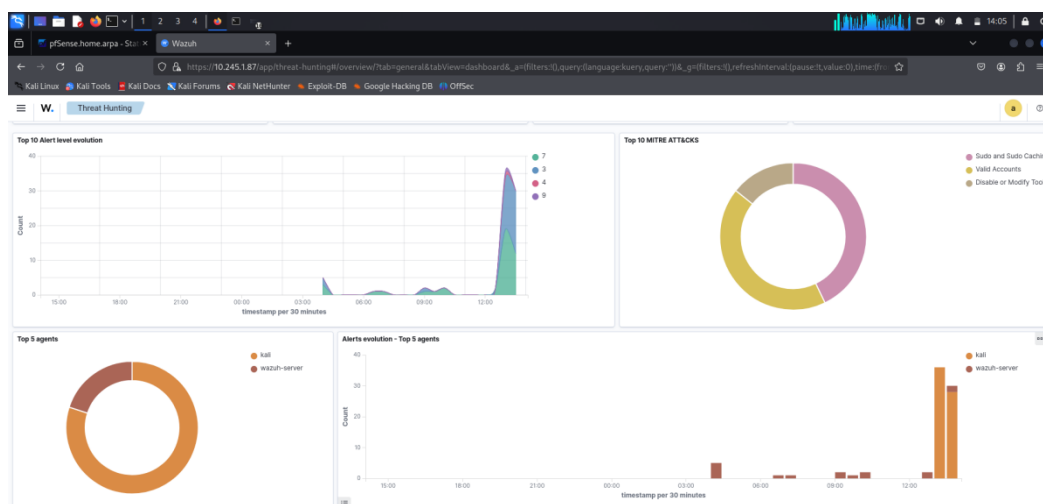 1 2 3 4
14:05
pfSense.home.arpa - Stat
Wazuh
https://10.245.1.87/app/threat-hunting#/overview/?tab=general&tabView=dashboard&_a=(filters:!(),query:(language:kuery,query:''))&_g=(filters:!(),refreshInterval:(pause:!t,value:0),time:(fro
Kali Linux Kali Tools Kali Docs Kali Forums Kali NetHunter Exploit-DB Google Hacking DB OffSec
W. Threat Hunting
a
Top 10 Alert level evolution
40
30
20
10
0
Count
15:00 18:00 21:00 00:00 03:00 06:00 09:00 12:00
timestamp per 30 minutes
7
3
4
9
Top 10 MITRE ATT&CKS
Sudo and Sudo Cachin
Valid Accounts
Disable or Modify Too
Top 5 agents
kali
wazuh-server
Alerts evolution - Top 5 agents
40
30
20
10
0
Count
15:00 18:00 21:00 00:00 03:00 06:00 09:00 12:00
timestamp per 30 minutes
kali
wazuh-server